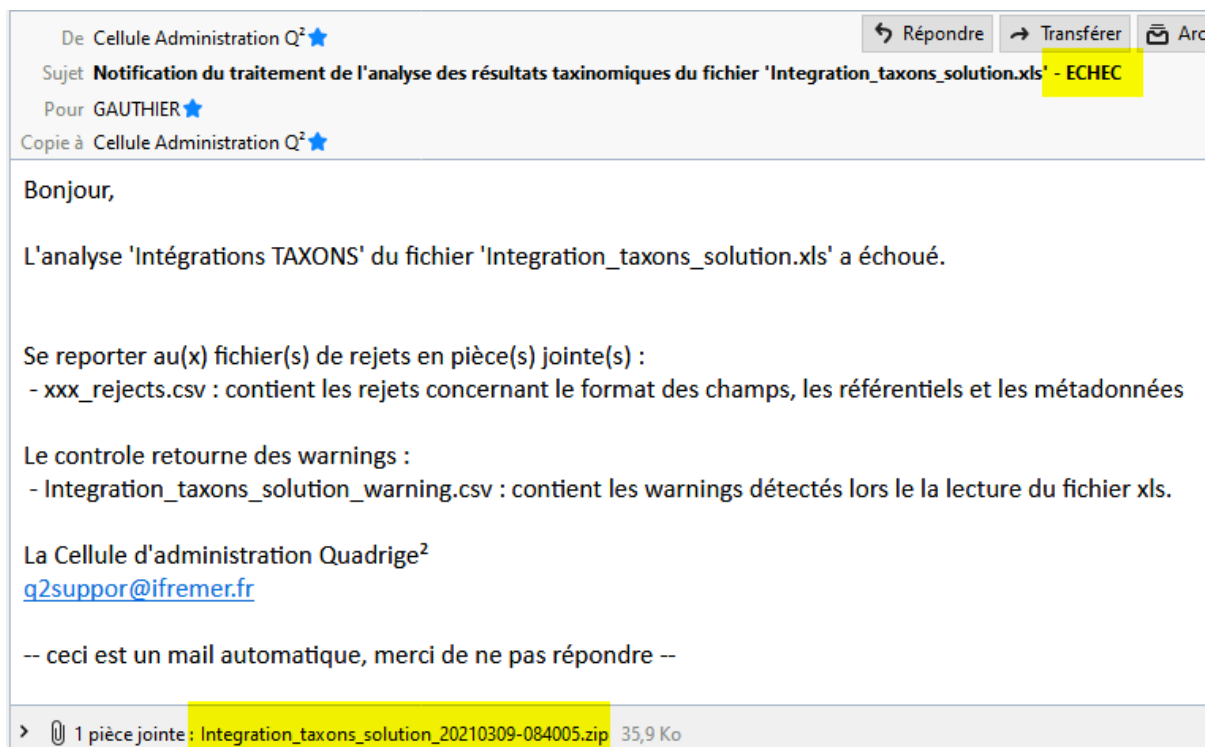 De Cellule Administration Q²
Répondre Transférer Arc
Sujet Notification du traitement de l'analyse des résultats taxinomiques du fichier 'Integration_taxons_solution.xls' - ECHEC
Pour GAUTHIER
Copie à Cellule Administration Q²
Bonjour,
L'analyse 'Intégrations TAXONS' du fichier 'Integration_taxons_solution.xls' a échoué.
Se reporter au(x) fichier(s) de rejets en pièce(s) jointe(s) :
- xxx_rejects.csv : contient les rejets concernant le format des champs, les référentiels et les métadonnées
Le controle retourne des warnings :
- Integration_taxons_solution_warning.csv : contient les warnings détectés lors le la lecture du fichier xls.
La Cellule d'administration Quadrige²
q2suppor@ifremer.fr
-- ceci est un mail automatique, merci de ne pas répondre --
1 pièce jointe : Integration_taxons_solution_20210309-084005.zip 35,9 Ko